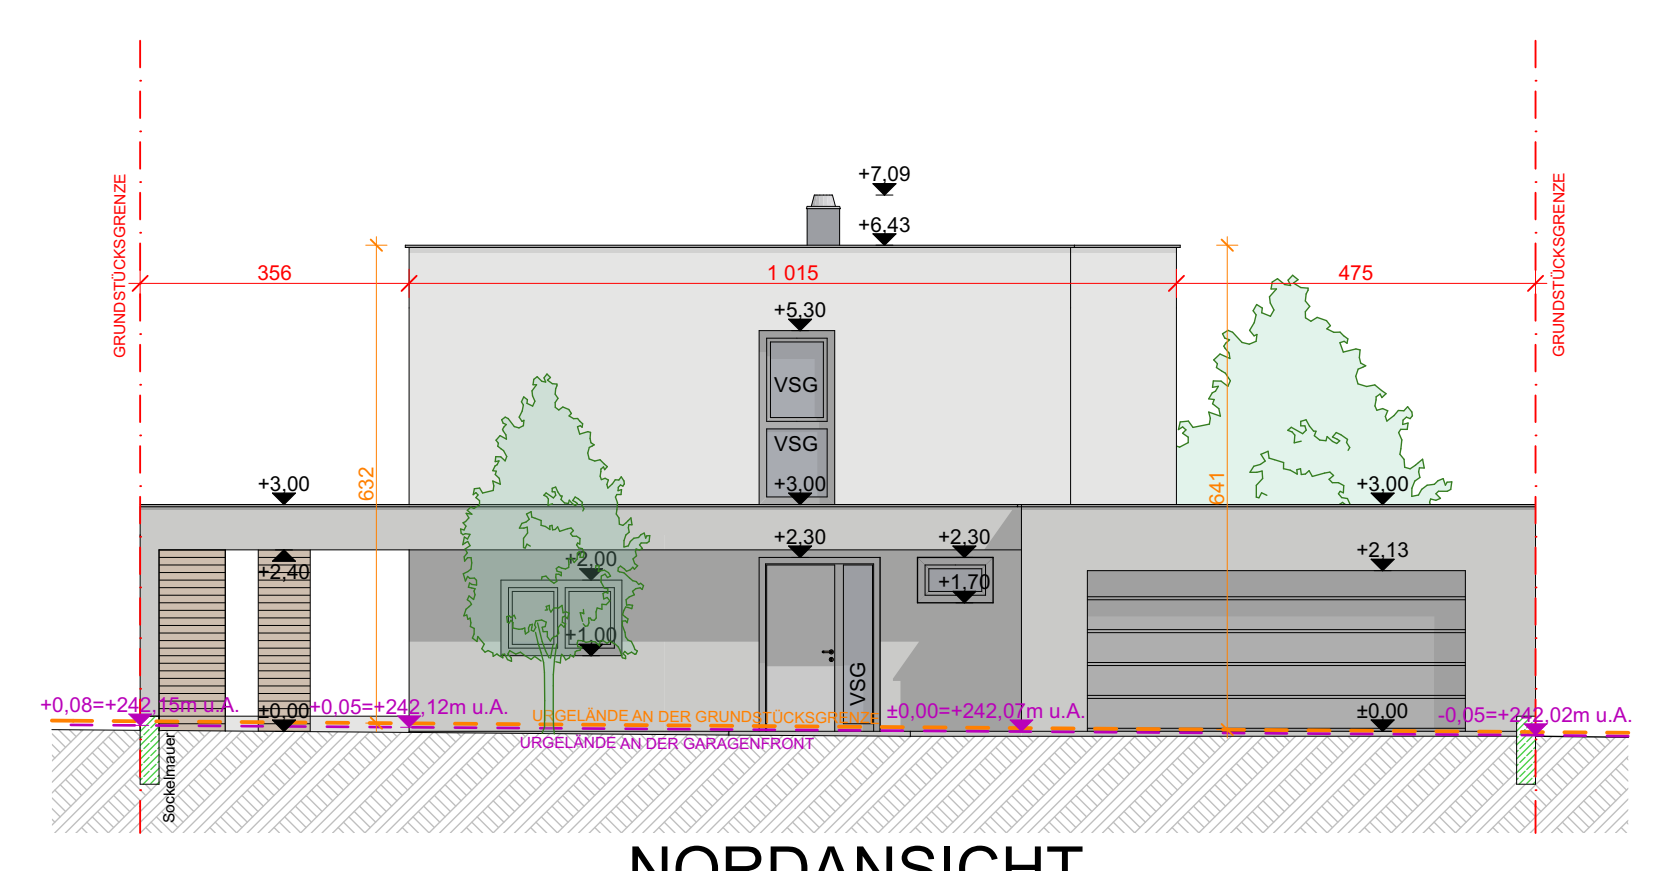 +7,09
+6,43
GRUNDSTÜCKSGRENZE
GRUNDSTÜCKSGRENZE
356
1 015
475
+5,30
VSG
VSG
632
641
+3,00
+3,00
+3,00
+2,30
+2,30
+2,13
+2,40
+2,00
+1,70
+1,00
VSG
+0,08=+242,15m u.A.
±0,00
+0,05=+242,12m u.A.
URGELÄNDE AN DER GRUNDSTÜCKSGRENZE
±0,00=+242,07m u.A.
±0,00
-0,05=+242,02m u.A.
URGELÄNDE AN DER GARAGENFRONT
Sockelmauer
NORDANSICHT